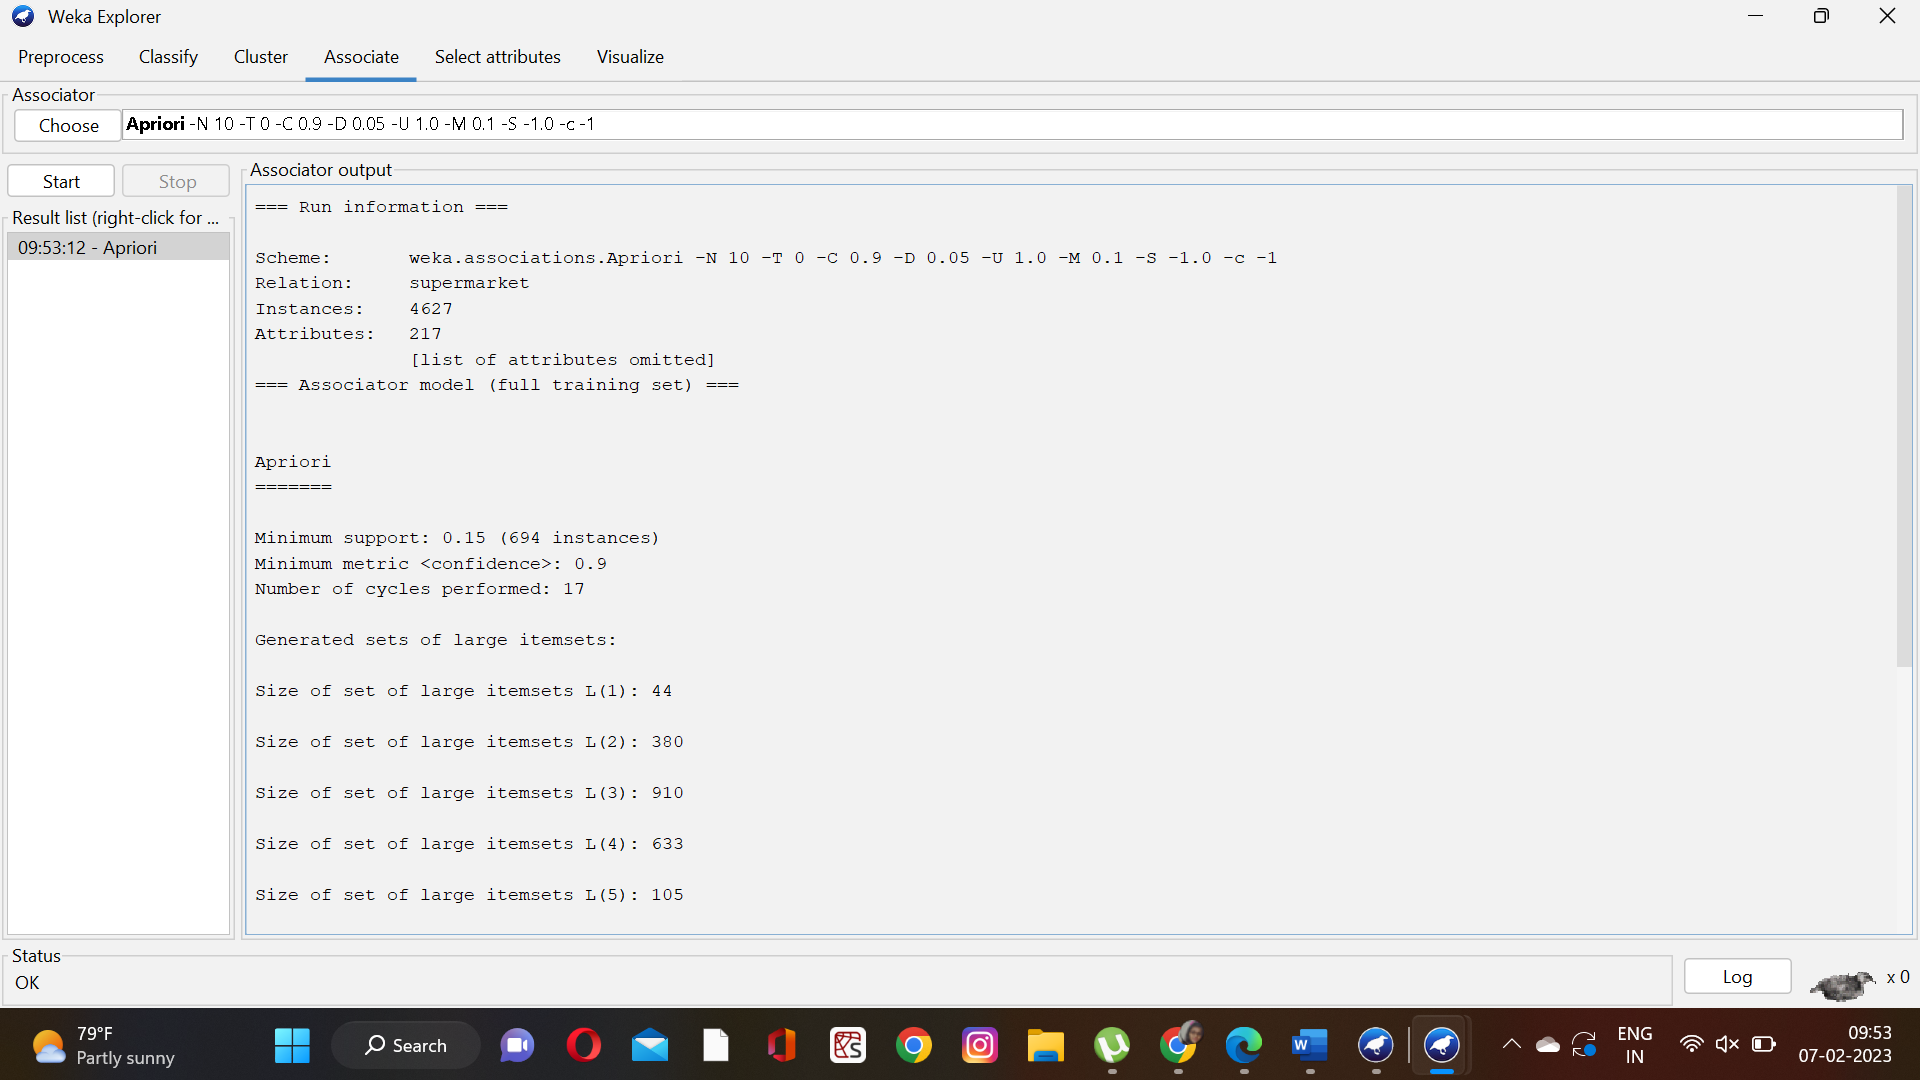 Weka Explorer
Preprocess Classify Cluster Associate Select attributes Visualize
Associator
Choose Apriori -N 10 -T 0 -C 0.9 -D 0.05 -U 1.0 -M 0.1 -S -1.0 -c -1
Start Stop
Result list (right-click for ...
09:53:12 - Apriori
Associator output
=== Run information ===
Scheme: weka.associations.Apriori -N 10 -T 0 -C 0.9 -D 0.05 -U 1.0 -M 0.1 -S -1.0 -c -1
Relation: supermarket
Instances: 4627
Attributes: 217
[list of attributes omitted]
=== Associator model (full training set) ===
Apriori
=======
Minimum support: 0.15 (694 instances)
Minimum metric <confidence>: 0.9
Number of cycles performed: 17
Generated sets of large itemsets:
Size of set of large itemsets L(1): 44
Size of set of large itemsets L(2): 380
Size of set of large itemsets L(3): 910
Size of set of large itemsets L(4): 633
Size of set of large itemsets L(5): 105
Status
OK
Log x 0
79°F
Partly sunny
Search
ENG
IN
09:53
07-02-2023